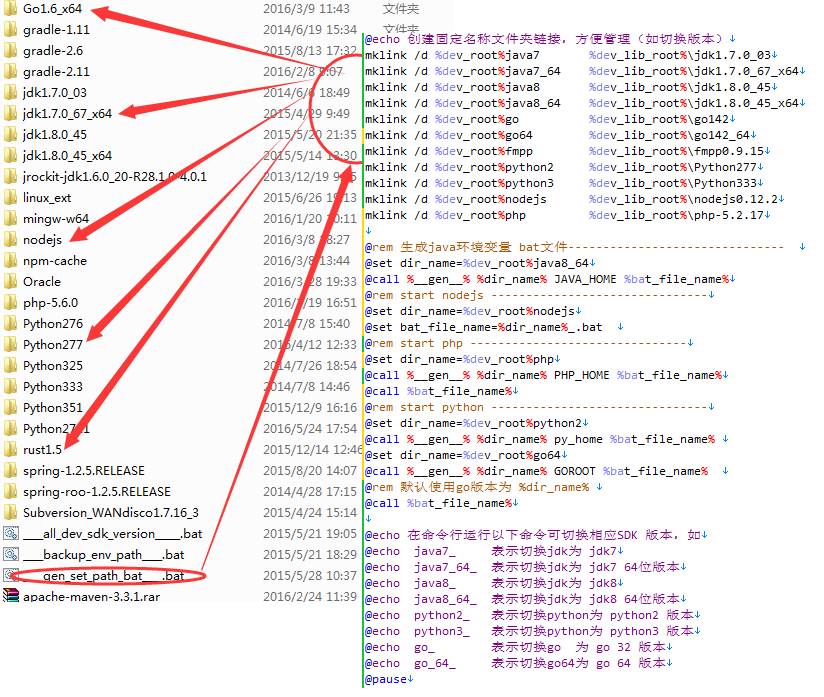 Go1.6_x64 2016/3/9 11:43 文件夹
gradle-1.11 2014/6/19 15:34 文件夹
gradle-2.6 2015/8/13 17:32
gradle-2.11 2016/2/8
jdk1.7.0_03 2014/6/6 18:49
jdk1.7.0_67_x64 2015/4/29 9:49
jdk1.8.0_45 2015/5/20 21:35
jdk1.8.0_45_x64 2015/5/14 13:30
jrockit-jdk1.6.0_20-R28.1.0-4.0.1 2013/12/19
linux_ext 2015/6/26 19:13
mingw-w64 2016/1/20
nodejs 2016/3/8 18:27
npm-cache 2016/3/8 13:44
Oracle 2016/3/28 19:33
php-5.6.0 16:51
Python276 2014/7/8 15:40
Python277 2015/4/12 12:33
Python325 2014/7/26 18:54
Python333 2014/7/8 14:46
Python351 2015/12/9 16:16
2016/5/24 17:54
rust1.5 2015/12/14 12:46
spring-1.2.5.RELEASE 2015/8/20 14:07
spring-roo-1.2.5.RELEASE 2014/4/28 17:15
Subversion_WANdisco1.7.16_3 2015/4/24 15:14
____all_dev_sdk_version____.bat 2015/5/21 19:05
___backup_env_path___.bat 2015/5/21 18:29
___gen_set_path_bat___.bat 2015/5/28 10:37
apache-maven-3.3.1.rar 2016/2/24 11:39
@echo 创建固定名称文件夹链接, 方便管理（如切换版本）↓
mklink /d %dev_root%java7 %dev_lib_root%\jdk1.7.0_03↓
mklink /d %dev_root%java7_64 %dev_lib_root%\jdk1.7.0_67_x64↓
mklink /d %dev_root%java8 %dev_lib_root%\jdk1.8.0_45↓
mklink /d %dev_root%java8_64 %dev_lib_root%\jdk1.8.0_45_x64↓
mklink /d %dev_root%go %dev_lib_root%\go142↓
mklink /d %dev_root%go64 %dev_lib_root%\go142_64↓
mklink /d %dev_root%fmpp %dev_lib_root%\fmpp0.9.15↓
mklink /d %dev_root%python2 %dev_lib_root%\Python277↓
mklink /d %dev_root%python3 %dev_lib_root%\Python333↓
mklink /d %dev_root%nodejs %dev_lib_root%\nodejs0.12.2↓
mklink /d %dev_root%php %dev_lib_root%\php-5.2.17↓
↓
@rem 生成java环境变量 bat文件---------------------------- ↓
@set dir_name=%dev_root%java8_64↓
@call %__gen__% %dir_name% JAVA_HOME %bat_file_name%↓
@rem start nodejs ----------------------------↓
@set dir_name=%dev_root%nodejs↓
@set bat_file_name=%dir_name%_.bat ↓
@rem start php ----------------------------↓
@set dir_name=%dev_root%php↓
@call %__gen__% %dir_name% PHP_HOME %bat_file_name%↓
@call %bat_file_name%↓
@rem start python ----------------------------↓
@set dir_name=%dev_root%python2↓
@call %__gen__% %dir_name% py_home %bat_file_name% ↓
@set dir_name=%dev_root%go64↓
@call %__gen__% %dir_name% GOROOT %bat_file_name% ↓
@rem 默认使用go版本为 %dir_name% ↓
@call %bat_file_name%↓
↓
@echo 在命令行运行以下命令可切换相应SDK 版本, 如↓
@echo java7_ 表示切换jdk为 jdk7↓
@echo java7_64_ 表示切换jdk为 jdk7 64位版本↓
@echo java8_ 表示切换jdk为 jdk8↓
@echo java8_64_ 表示切换jdk为 jdk8 64位版本↓
@echo python2_ 表示切换python为 python2 版本↓
@echo python3_ 表示切换python为 python3 版本↓
@echo go_ 表示切换go 为 go 32 版本↓
@echo go_64_ 表示切换go64为 go 64 版本↓
@pause↓